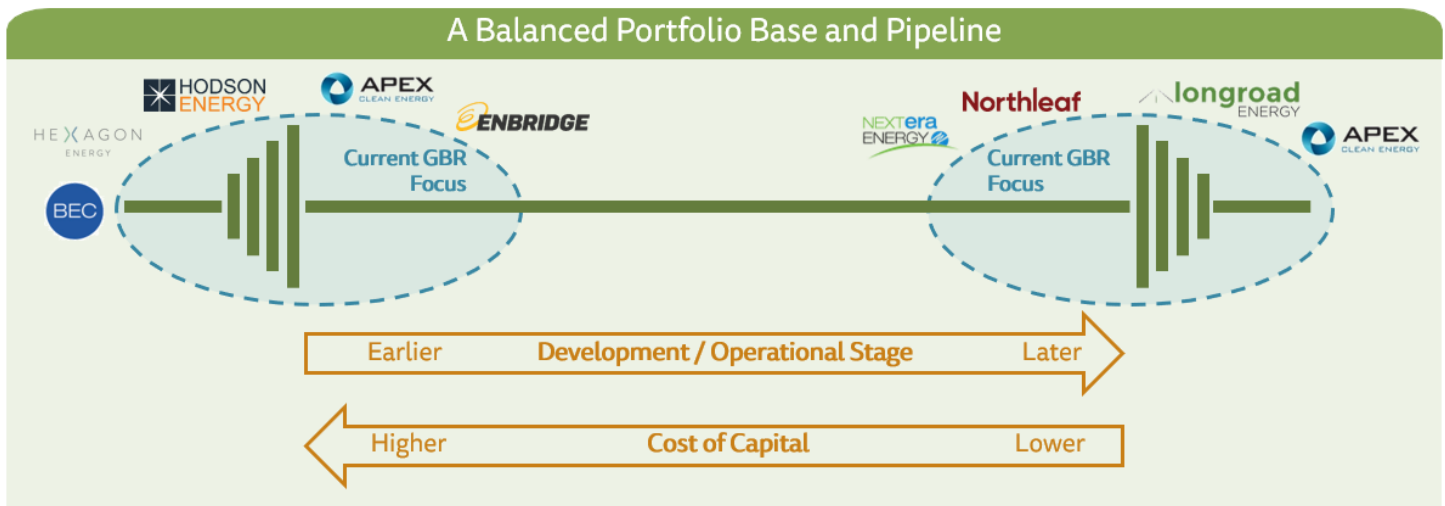 A Balanced Portfolio Base and Pipeline
HEXAGON
ENERGY
BEC
HODSON
ENERGY
APEX
CLEAN ENERGY
ENBRIDGE
Current GBR
Focus
NEXTera
ENERGY
Northleaf
longroad
ENERGY
APEX
CLEAN ENERGY
Current GBR
Focus
Earlier Development / Operational Stage Later
Higher Cost of Capital Lower